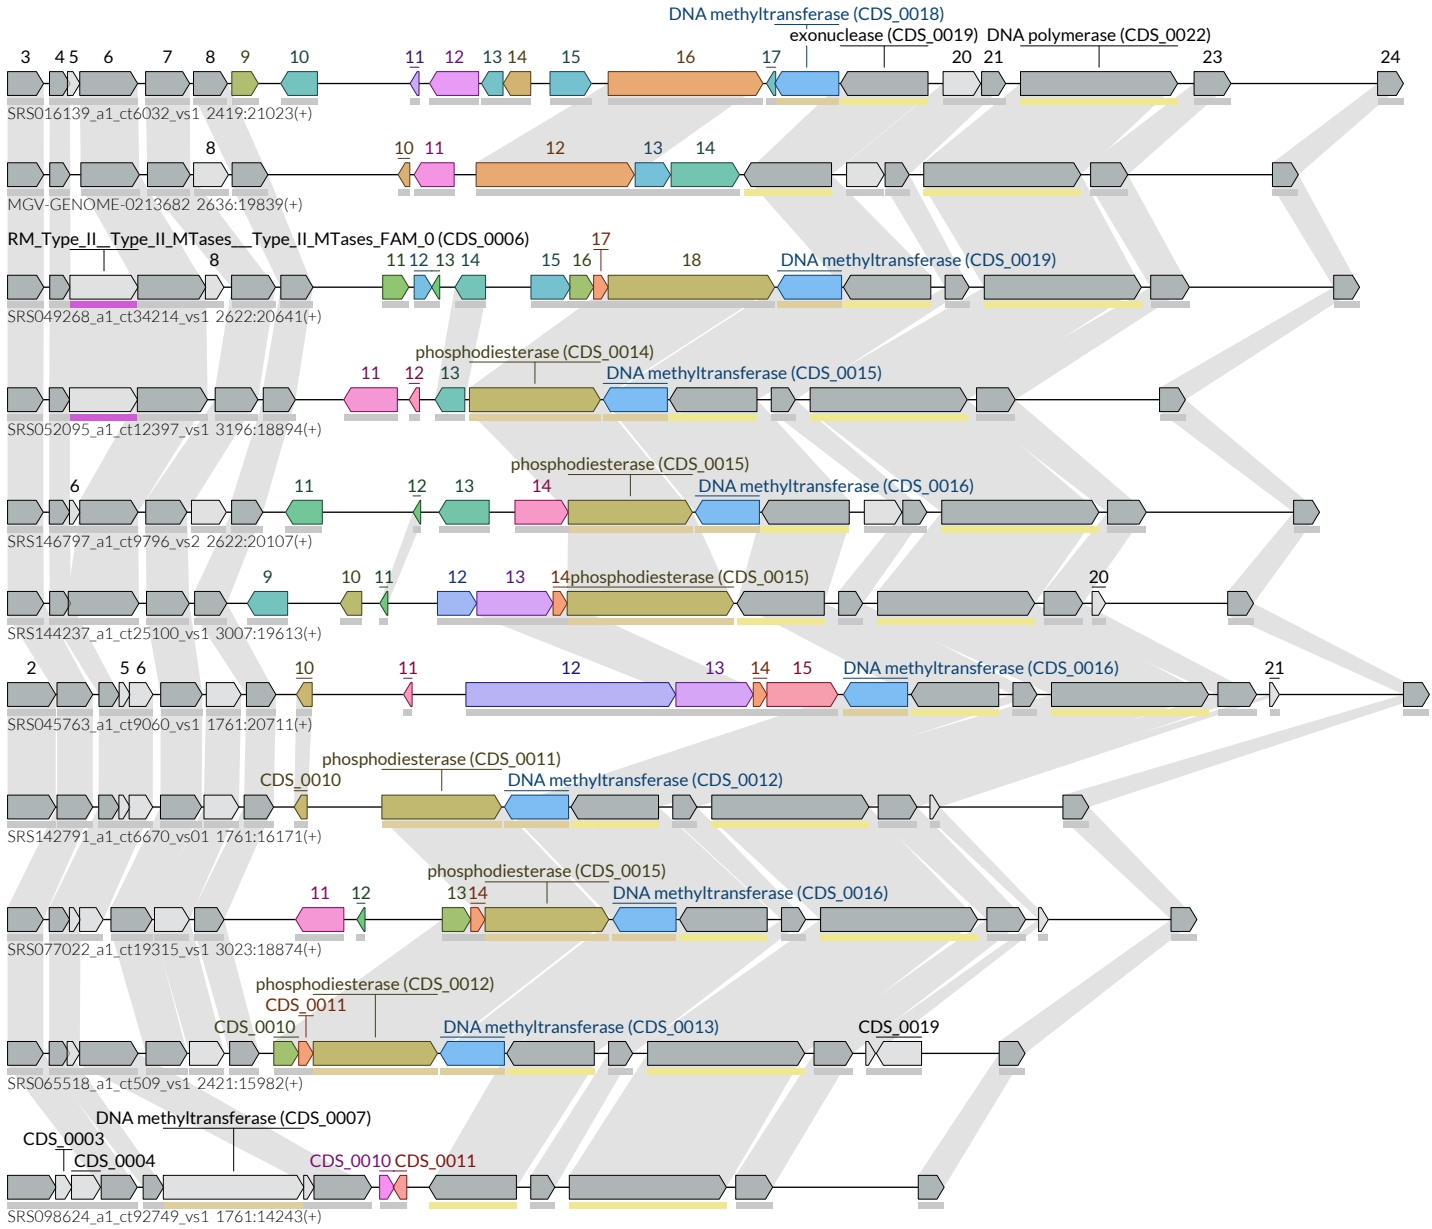 DNA methyltransferase (CDS_0018)
exonuclease (CDS_0019) DNA polymerase (CDS_0022)
3 4 5 6 7 8 9 10 11 12 13 14 15 16 17 20 21 23 24
SRS016139_a1_ct6032_vs1 2419:21023(+)
8 10 11 12 13 14
MGV-GENOME-0213682 2636:19839(+)
RM_Type_II__Type_II_MTases___Type_II_MTases_FAM_0 (CDS_0006) 17
8 11 12 13 14 15 16 18 DNA methyltransferase (CDS_0019)
SRS049268_a1_ct34214_vs1 2622:20641(+)
phosphodiesterase (CDS_0014)
11 12 13 DNA methyltransferase (CDS_0015)
SRS052095_a1_ct12397_vs1 3196:18894(+)
phosphodiesterase (CDS_0015)
6 11 12 13 14 DNA methyltransferase (CDS_0016)
SRS146797_a1_ct9796_vs2 2622:20107(+)
9 10 11 12 13 14 phosphodiesterase (CDS_0015) 20
SRS144237_a1_ct25100_vs1 3007:19613(+)
2 5 6 10 11 12 13 14 15 DNA methyltransferase (CDS_0016) 21
SRS045763_a1_ct9060_vs1 1761:20711(+)
phosphodiesterase (CDS_0011)
CDS_0010 DNA methyltransferase (CDS_0012)
SRS142791_a1_ct6670_vs01 1761:16171(+)
phosphodiesterase (CDS_0015)
11 12 13 14 DNA methyltransferase (CDS_0016)
SRS077022_a1_ct19315_vs1 3023:18874(+)
phosphodiesterase (CDS_0012)
CDS_0011
CDS_0010 DNA methyltransferase (CDS_0013) CDS_0019
SRS065518_a1_ct509_vs1 2421:15982(+)
DNA methyltransferase (CDS_0007)
CDS_0003
CDS_0004 CDS_0010 CDS_0011
SRS098624_a1_ct92749_vs1 1761:14243(+)